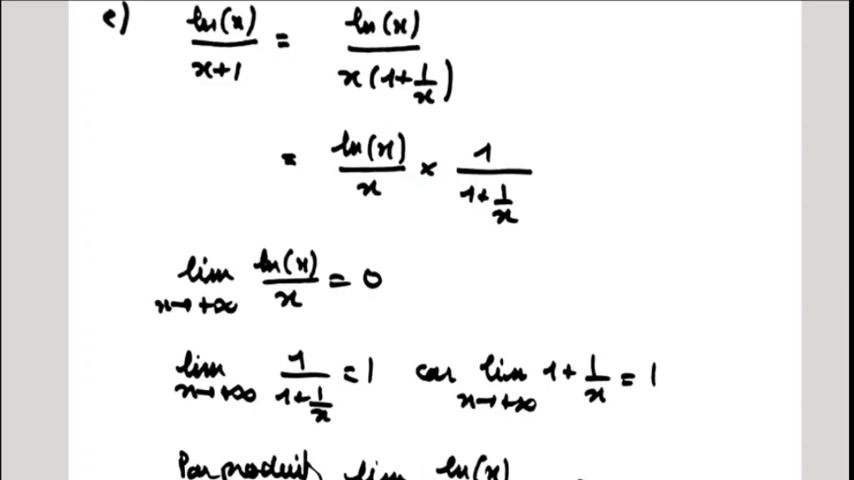 e) ln(x)/(x+1) = ln(x)/(x(1+1/x))
= ln(x)/x × 1/(1+1/x)
lim x→+∞ ln(x)/x = 0
lim x→+∞ 1/(1+1/x) = 1 car lim x→+∞ 1+1/x = 1
Par produit, lim ln(x)